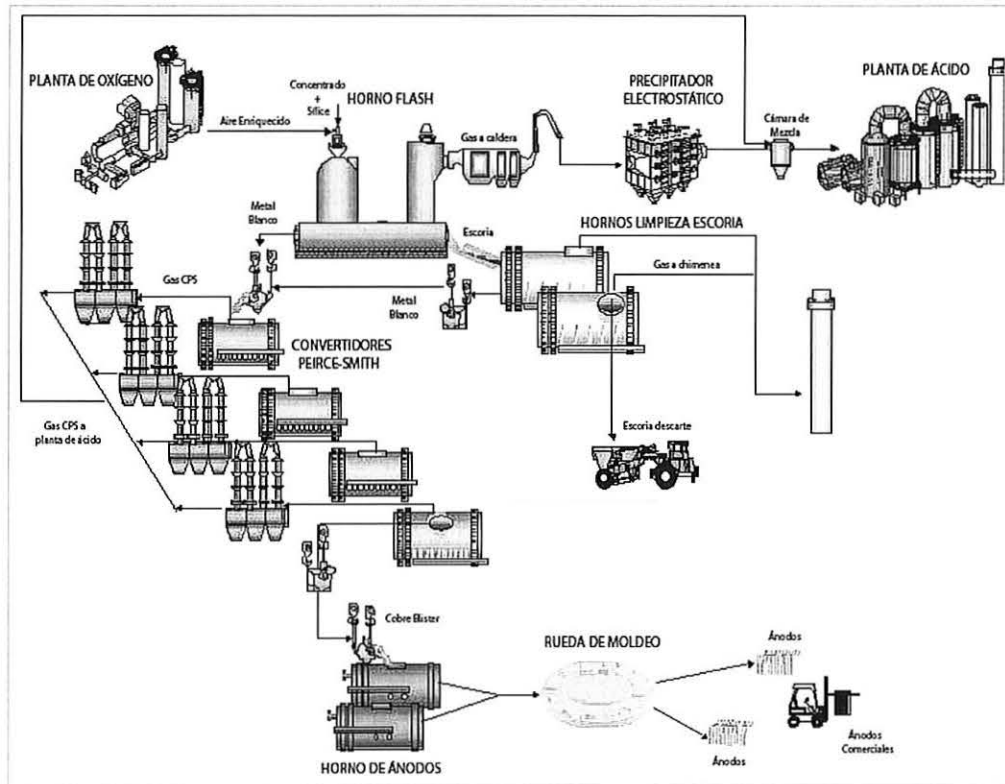 PLANTA DE OXÍGENO
Aire Enriquecido
Concentrado
+
Sílice
HORNO FLASH
Gas a caldera
PRECIPITADOR
ELECTROSTÁTICO
Cámara de
Mezcla
PLANTA DE ÁCIDO
Metal
Blanco
Escoria
HORNOS LIMPIEZA ESCORIA
Gas a chimenea
Gas CPS
Metal
Blanco
CONVERTIDORES
PEIRCE-SMITH
Gas CPS a
planta de ácido
Escoria descarte
Cobre Blister
RUEDA DE MOLDEO
Ánodos
Ánodos
Comerciales
Ánodos
HORNO DE ÁNODOS